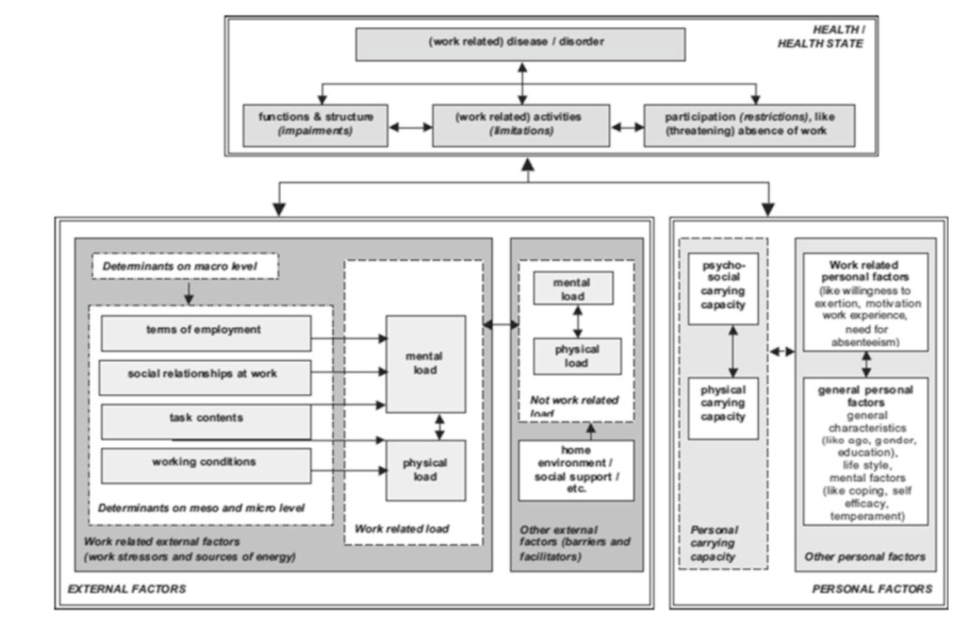 HEALTH /
HEALTH STATE
(work related) disease / disorder
functions & structure
(impairments)
(work related) activities
(limitations)
participation (restrictions), like
(threatening) absence of work
Determinants on macro level
terms of employment
social relationships at work
task contents
working conditions
Determinants on meso and micro level
mental
load
physical
load
Work related load
Work related external factors
(work stressors and sources of energy)
mental
load
physical
load
Not work related
load
home
environment /
social support /
etc.
Other external
factors (barriers and
facilitators)
EXTERNAL FACTORS
psycho-
social
carrying
capacity
physical
carrying
capacity
Personal
carrying
capacity
Work related
personal factors
(like willingness to
exertion, motivation
work experience,
need for
absenteeism)
general personal
factors
general
characteristics
(like age, gender,
education),
life style,
mental factors
(like coping, self
efficacy,
temperament)
Other personal factors
PERSONAL FACTORS